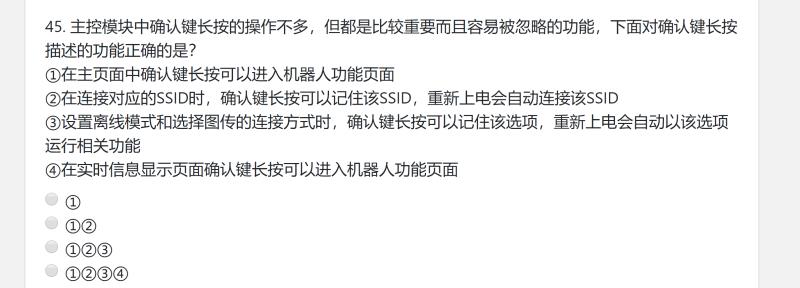 45. 主控模块中确认键长按的操作不多，但都是比较重要而且容易被忽略的功能，下面对确认键长按
描述的功能正确的是？
①在主页面中确认键长按可以进入机器人功能页面
②在连接对应的SSID时，确认键长按可以记住该SSID，重新上电会自动连接该SSID
③设置离线模式和选择图传的连接方式时，确认键长按可以记住该选项，重新上电会自动以该选项
运行相关功能
④在实时信息显示页面确认键长按可以进入机器人功能页面
①
①②
①②③
①②③④